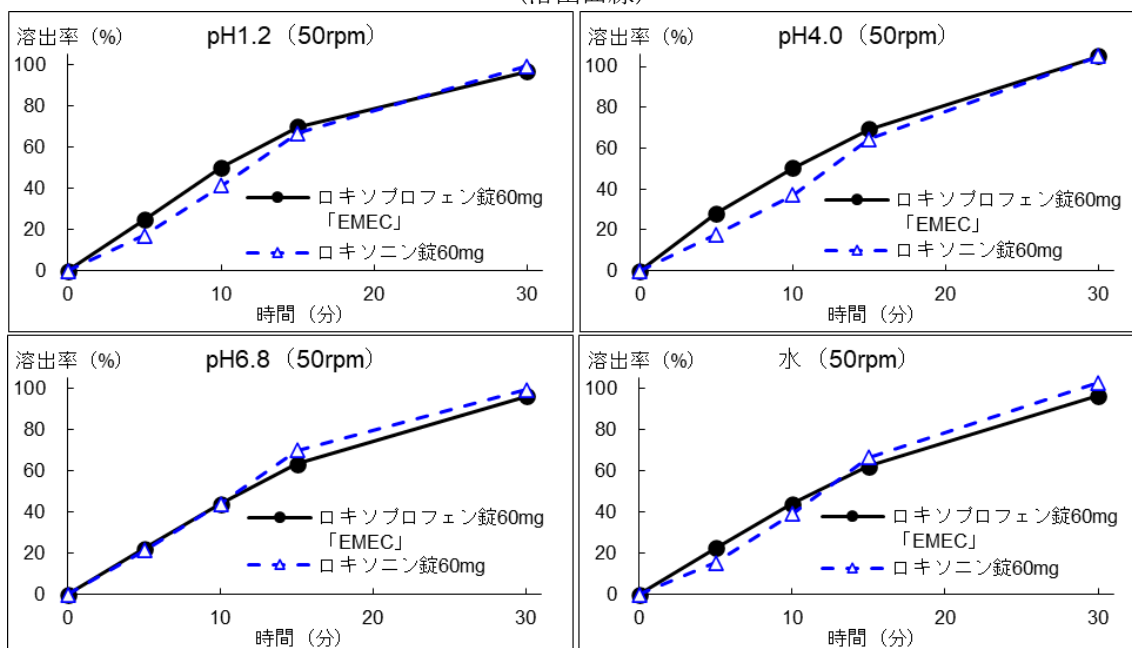 溶出率 (%)
pH1.2 (50rpm)
100
80
60
40
20
0
ロキソプロフェン錠60mg
「EMEC」
ロキソニン錠60mg
0 10 20 30
時間 (分)
溶出率 (%)
pH4.0 (50rpm)
100
80
60
40
20
0
ロキソプロフェン錠60mg
「EMEC」
ロキソニン錠60mg
0 10 20 30
時間 (分)
溶出率 (%)
pH6.8 (50rpm)
100
80
60
40
20
0
ロキソプロフェン錠60mg
「EMEC」
ロキソニン錠60mg
0 10 20 30
時間 (分)
溶出率 (%)
水 (50rpm)
100
80
60
40
20
0
ロキソプロフェン錠60mg
「EMEC」
ロキソニン錠60mg
0 10 20 30
時間 (分)